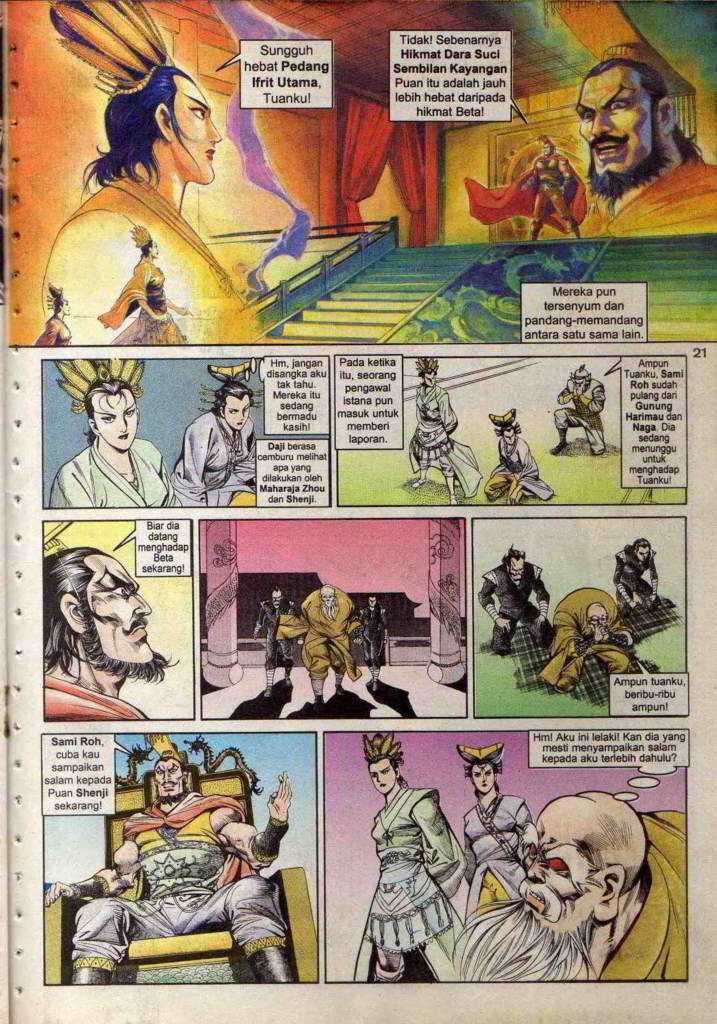 Sungguh
hebat Pedang
Ifrit Utama,
Tuanku!
Tidak! Sebenarnya
Hikmat Dara Suci
Sembilan Kayangan
Puan itu adalah jauh
lebih hebat daripada
hikmat Beta!
Mereka pun
tersenyum dan
pandang-memandang
antara satu sama lain.
21
Hm, jangan
disangka aku
tak tahu.
Mereka itu
sedang
bermadu
kasih!
Daji berasa
cemburu melihat
apa yang
dilakukan oleh
Maharaja Zhou
dan Shenji.
Pada ketika
itu, seorang
pengawal
istana pun
masuk untuk
memberi
laporan.
Ampun
Tuanku, Sami
Roh sudah
pulang dari
Gunung
Harimau dan
Naga. Dia
sedang
menunggu
untuk
menghadap
Tuanku!
Biar dia
datang
menghadap
Beta
sekarang!
Ampun tuanku,
beribu-ribu
ampun!
Sami Roh,
cuba kau
sampaikan
salam kepada
Puan Shenji
sekarang!
Hm! Aku ini lelaki! Kan dia yang
mesti menyampaikan salam
kepada aku terlebih dahulu?